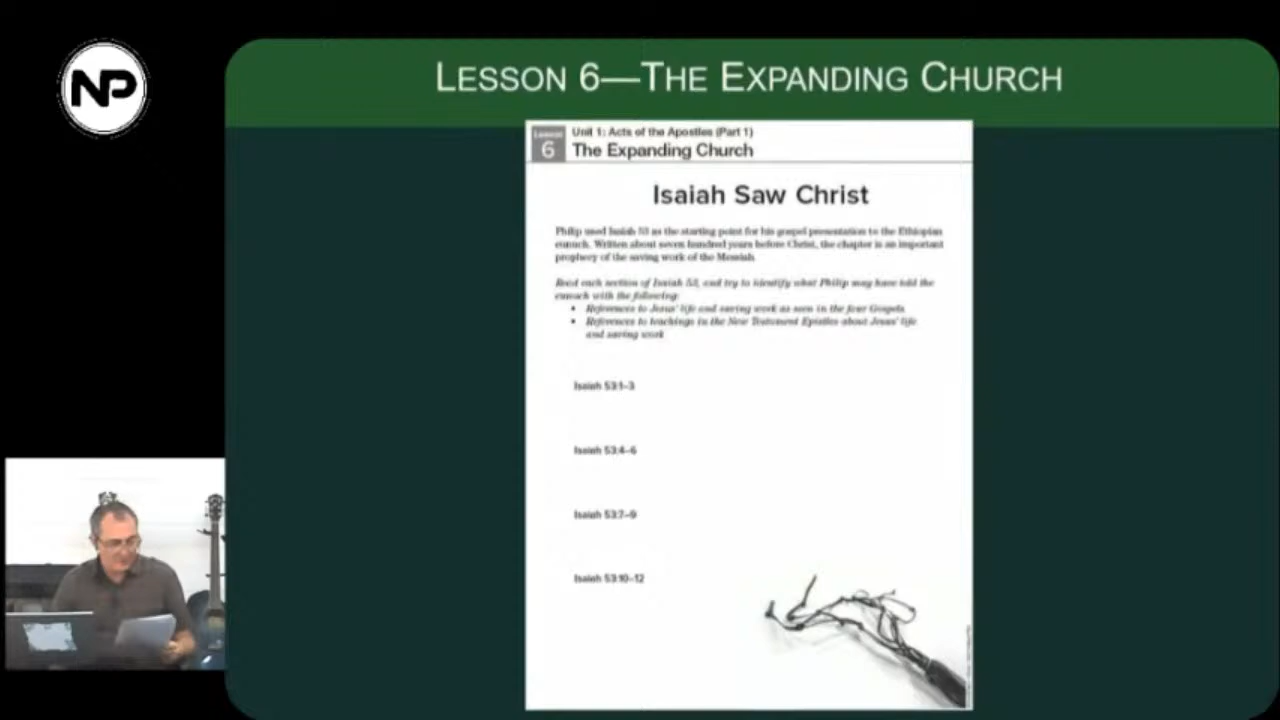 NP
LESSON 6—THE EXPANDING CHURCH
Lesson
6
Unit 1: Acts of the Apostles (Part 1)
The Expanding Church
Isaiah Saw Christ
Philip used Isaiah 53 as the starting point for his gospel presentation to the Ethiopian
eunuch. Written about seven hundred years before Christ, the chapter is an important
prophecy of the saving work of the Messiah.
Read each section of Isaiah 53, and try to identify what Philip may have told the
eunuch with the following:
• References to Jesus' life and saving work as seen in the four Gospels
• References to teachings in the New Testament Epistles about Jesus' life
and saving work
Isaiah 53:1–3
Isaiah 53:4–6
Isaiah 53:7–9
Isaiah 53:10–12